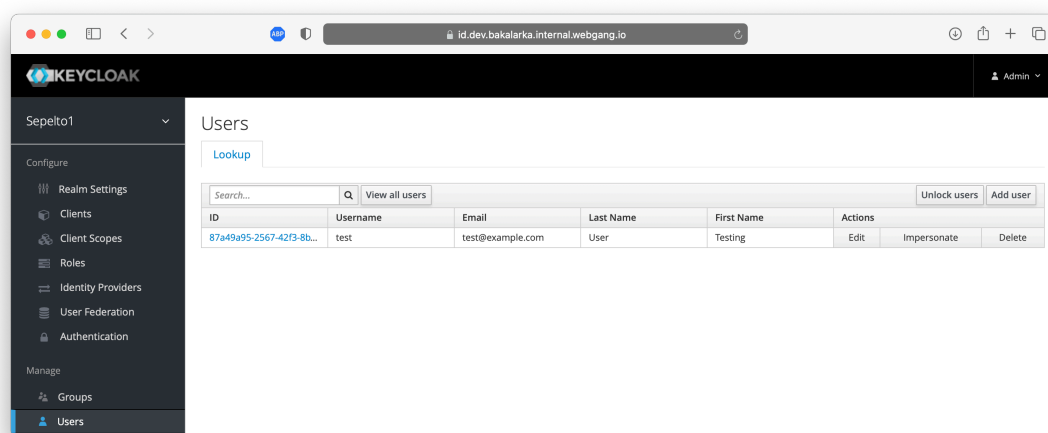 ABP
id.dev.bakalarka.internal.webgang.io
KEYCLOAK
Admin
Sepelto1
Configure
Realm Settings
Clients
Client Scopes
Roles
Identity Providers
User Federation
Authentication
Manage
Groups
Users
Users
Lookup
Search... View all users Unlock users Add user
ID Username Email Last Name First Name Actions
87a49a95-2567-42f3-8b... test test@example.com User Testing Edit Impersonate Delete